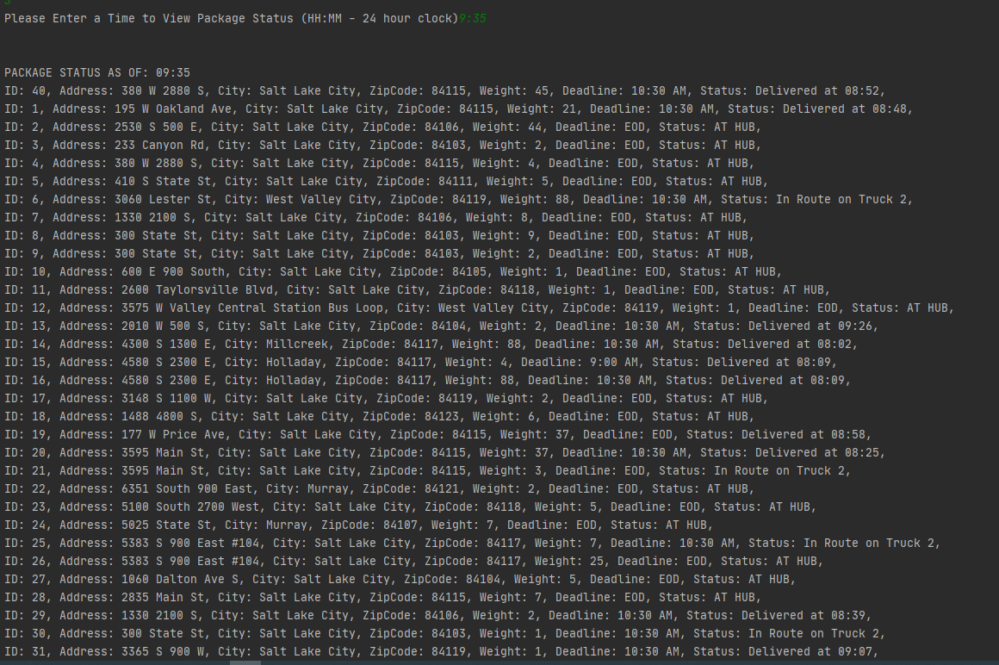 Please Enter a Time to View Package Status (HH:MM - 24 hour clock)9:35
PACKAGE STATUS AS OF: 09:35
ID: 40, Address: 380 W 2880 S, City: Salt Lake City, ZipCode: 84115, Weight: 45, Deadline: 10:30 AM, Status: Delivered at 08:52,
ID: 1, Address: 195 W Oakland Ave, City: Salt Lake City, ZipCode: 84115, Weight: 21, Deadline: 10:30 AM, Status: Delivered at 08:48,
ID: 2, Address: 2530 S 500 E, City: Salt Lake City, ZipCode: 84106, Weight: 44, Deadline: EOD, Status: AT HUB,
ID: 3, Address: 233 Canyon Rd, City: Salt Lake City, ZipCode: 84103, Weight: 2, Deadline: EOD, Status: AT HUB,
ID: 4, Address: 380 W 2880 S, City: Salt Lake City, ZipCode: 84115, Weight: 4, Deadline: EOD, Status: AT HUB,
ID: 5, Address: 410 S State St, City: Salt Lake City, ZipCode: 84111, Weight: 5, Deadline: EOD, Status: AT HUB,
ID: 6, Address: 3060 Lester St, City: West Valley City, ZipCode: 84119, Weight: 88, Deadline: 10:30 AM, Status: In Route on Truck 2,
ID: 7, Address: 1330 2100 S, City: Salt Lake City, ZipCode: 84106, Weight: 8, Deadline: EOD, Status: AT HUB,
ID: 8, Address: 300 State St, City: Salt Lake City, ZipCode: 84103, Weight: 9, Deadline: EOD, Status: AT HUB,
ID: 9, Address: 300 State St, City: Salt Lake City, ZipCode: 84103, Weight: 2, Deadline: EOD, Status: AT HUB,
ID: 10, Address: 600 E 900 South, City: Salt Lake City, ZipCode: 84105, Weight: 1, Deadline: EOD, Status: AT HUB,
ID: 11, Address: 2600 Taylorsville Blvd, City: Salt Lake City, ZipCode: 84118, Weight: 1, Deadline: EOD, Status: AT HUB,
ID: 12, Address: 3575 W Valley Central Station Bus Loop, City: West Valley City, ZipCode: 84119, Weight: 1, Deadline: EOD, Status: AT HUB,
ID: 13, Address: 2010 W 500 S, City: Salt Lake City, ZipCode: 84104, Weight: 2, Deadline: 10:30 AM, Status: Delivered at 09:26,
ID: 14, Address: 4300 S 1300 E, City: Millcreek, ZipCode: 84117, Weight: 88, Deadline: 10:30 AM, Status: Delivered at 08:02,
ID: 15, Address: 4580 S 2300 E, City: Holladay, ZipCode: 84117, Weight: 4, Deadline: 9:00 AM, Status: Delivered at 08:09,
ID: 16, Address: 4580 S 2300 E, City: Holladay, ZipCode: 84117, Weight: 88, Deadline: 10:30 AM, Status: Delivered at 08:09,
ID: 17, Address: 3148 S 1100 W, City: Salt Lake City, ZipCode: 84119, Weight: 2, Deadline: EOD, Status: AT HUB,
ID: 18, Address: 1488 4800 S, City: Salt Lake City, ZipCode: 84123, Weight: 6, Deadline: EOD, Status: AT HUB,
ID: 19, Address: 177 W Price Ave, City: Salt Lake City, ZipCode: 84115, Weight: 37, Deadline: EOD, Status: Delivered at 08:58,
ID: 20, Address: 3595 Main St, City: Salt Lake City, ZipCode: 84115, Weight: 37, Deadline: 10:30 AM, Status: Delivered at 08:25,
ID: 21, Address: 3595 Main St, City: Salt Lake City, ZipCode: 84115, Weight: 3, Deadline: EOD, Status: In Route on Truck 2,
ID: 22, Address: 6351 South 900 East, City: Murray, ZipCode: 84121, Weight: 2, Deadline: EOD, Status: AT HUB,
ID: 23, Address: 5100 South 2700 West, City: Salt Lake City, ZipCode: 84118, Weight: 5, Deadline: EOD, Status: AT HUB,
ID: 24, Address: 5025 State St, City: Murray, ZipCode: 84107, Weight: 7, Deadline: EOD, Status: AT HUB,
ID: 25, Address: 5383 S 900 East #104, City: Salt Lake City, ZipCode: 84117, Weight: 7, Deadline: 10:30 AM, Status: In Route on Truck 2,
ID: 26, Address: 5383 S 900 East #104, City: Salt Lake City, ZipCode: 84117, Weight: 25, Deadline: EOD, Status: AT HUB,
ID: 27, Address: 1060 Dalton Ave S, City: Salt Lake City, ZipCode: 84104, Weight: 5, Deadline: EOD, Status: AT HUB,
ID: 28, Address: 2835 Main St, City: Salt Lake City, ZipCode: 84115, Weight: 7, Deadline: EOD, Status: AT HUB,
ID: 29, Address: 1330 2100 S, City: Salt Lake City, ZipCode: 84106, Weight: 2, Deadline: 10:30 AM, Status: Delivered at 08:39,
ID: 30, Address: 300 State St, City: Salt Lake City, ZipCode: 84103, Weight: 1, Deadline: 10:30 AM, Status: In Route on Truck 2,
ID: 31, Address: 3365 S 900 W, City: Salt Lake City, ZipCode: 84119, Weight: 1, Deadline: 10:30 AM, Status: Delivered at 09:07,